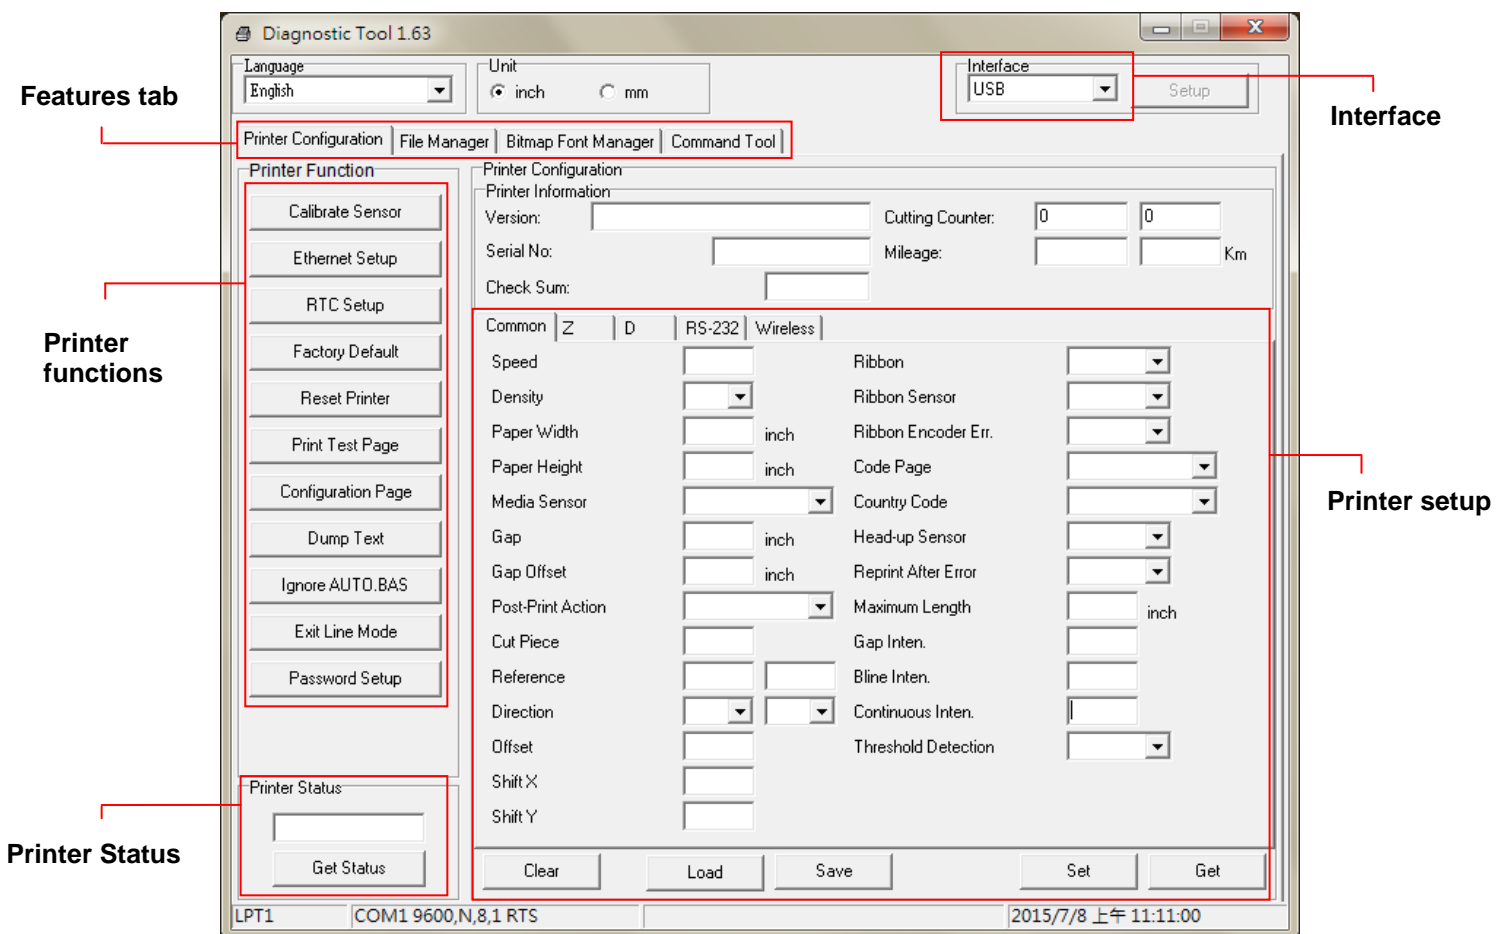 Diagnostic Tool 1.63
Language
English
Unit
inch
mm
Interface
USB
Setup
Features tab
Interface
Printer Configuration
File Manager
Bitmap Font Manager
Command Tool
Printer Function
Calibrate Sensor
Ethernet Setup
RTC Setup
Factory Default
Reset Printer
Print Test Page
Configuration Page
Dump Text
Ignore AUTO.BAS
Exit Line Mode
Password Setup
Printer functions
Printer Configuration
Printer Information
Version:
Cutting Counter: 0 0
Serial No:
Mileage: Km
Check Sum:
Common Z D RS-232 Wireless
Speed
Density
Paper Width inch
Paper Height inch
Media Sensor
Gap inch
Gap Offset inch
Post-Print Action
Cut Piece
Reference
Direction
Offset
Shift X
Shift Y
Ribbon
Ribbon Sensor
Ribbon Encoder Err.
Code Page
Country Code
Head-up Sensor
Reprint After Error
Maximum Length inch
Gap Inten.
Bline Inten.
Continuous Inten.
Threshold Detection
Printer setup
Printer Status
Get Status
Printer Status
Clear
Load
Save
Set
Get
LPT1
COM1 9600,N,8,1 RTS
2015/7/8 上午 11:11:00